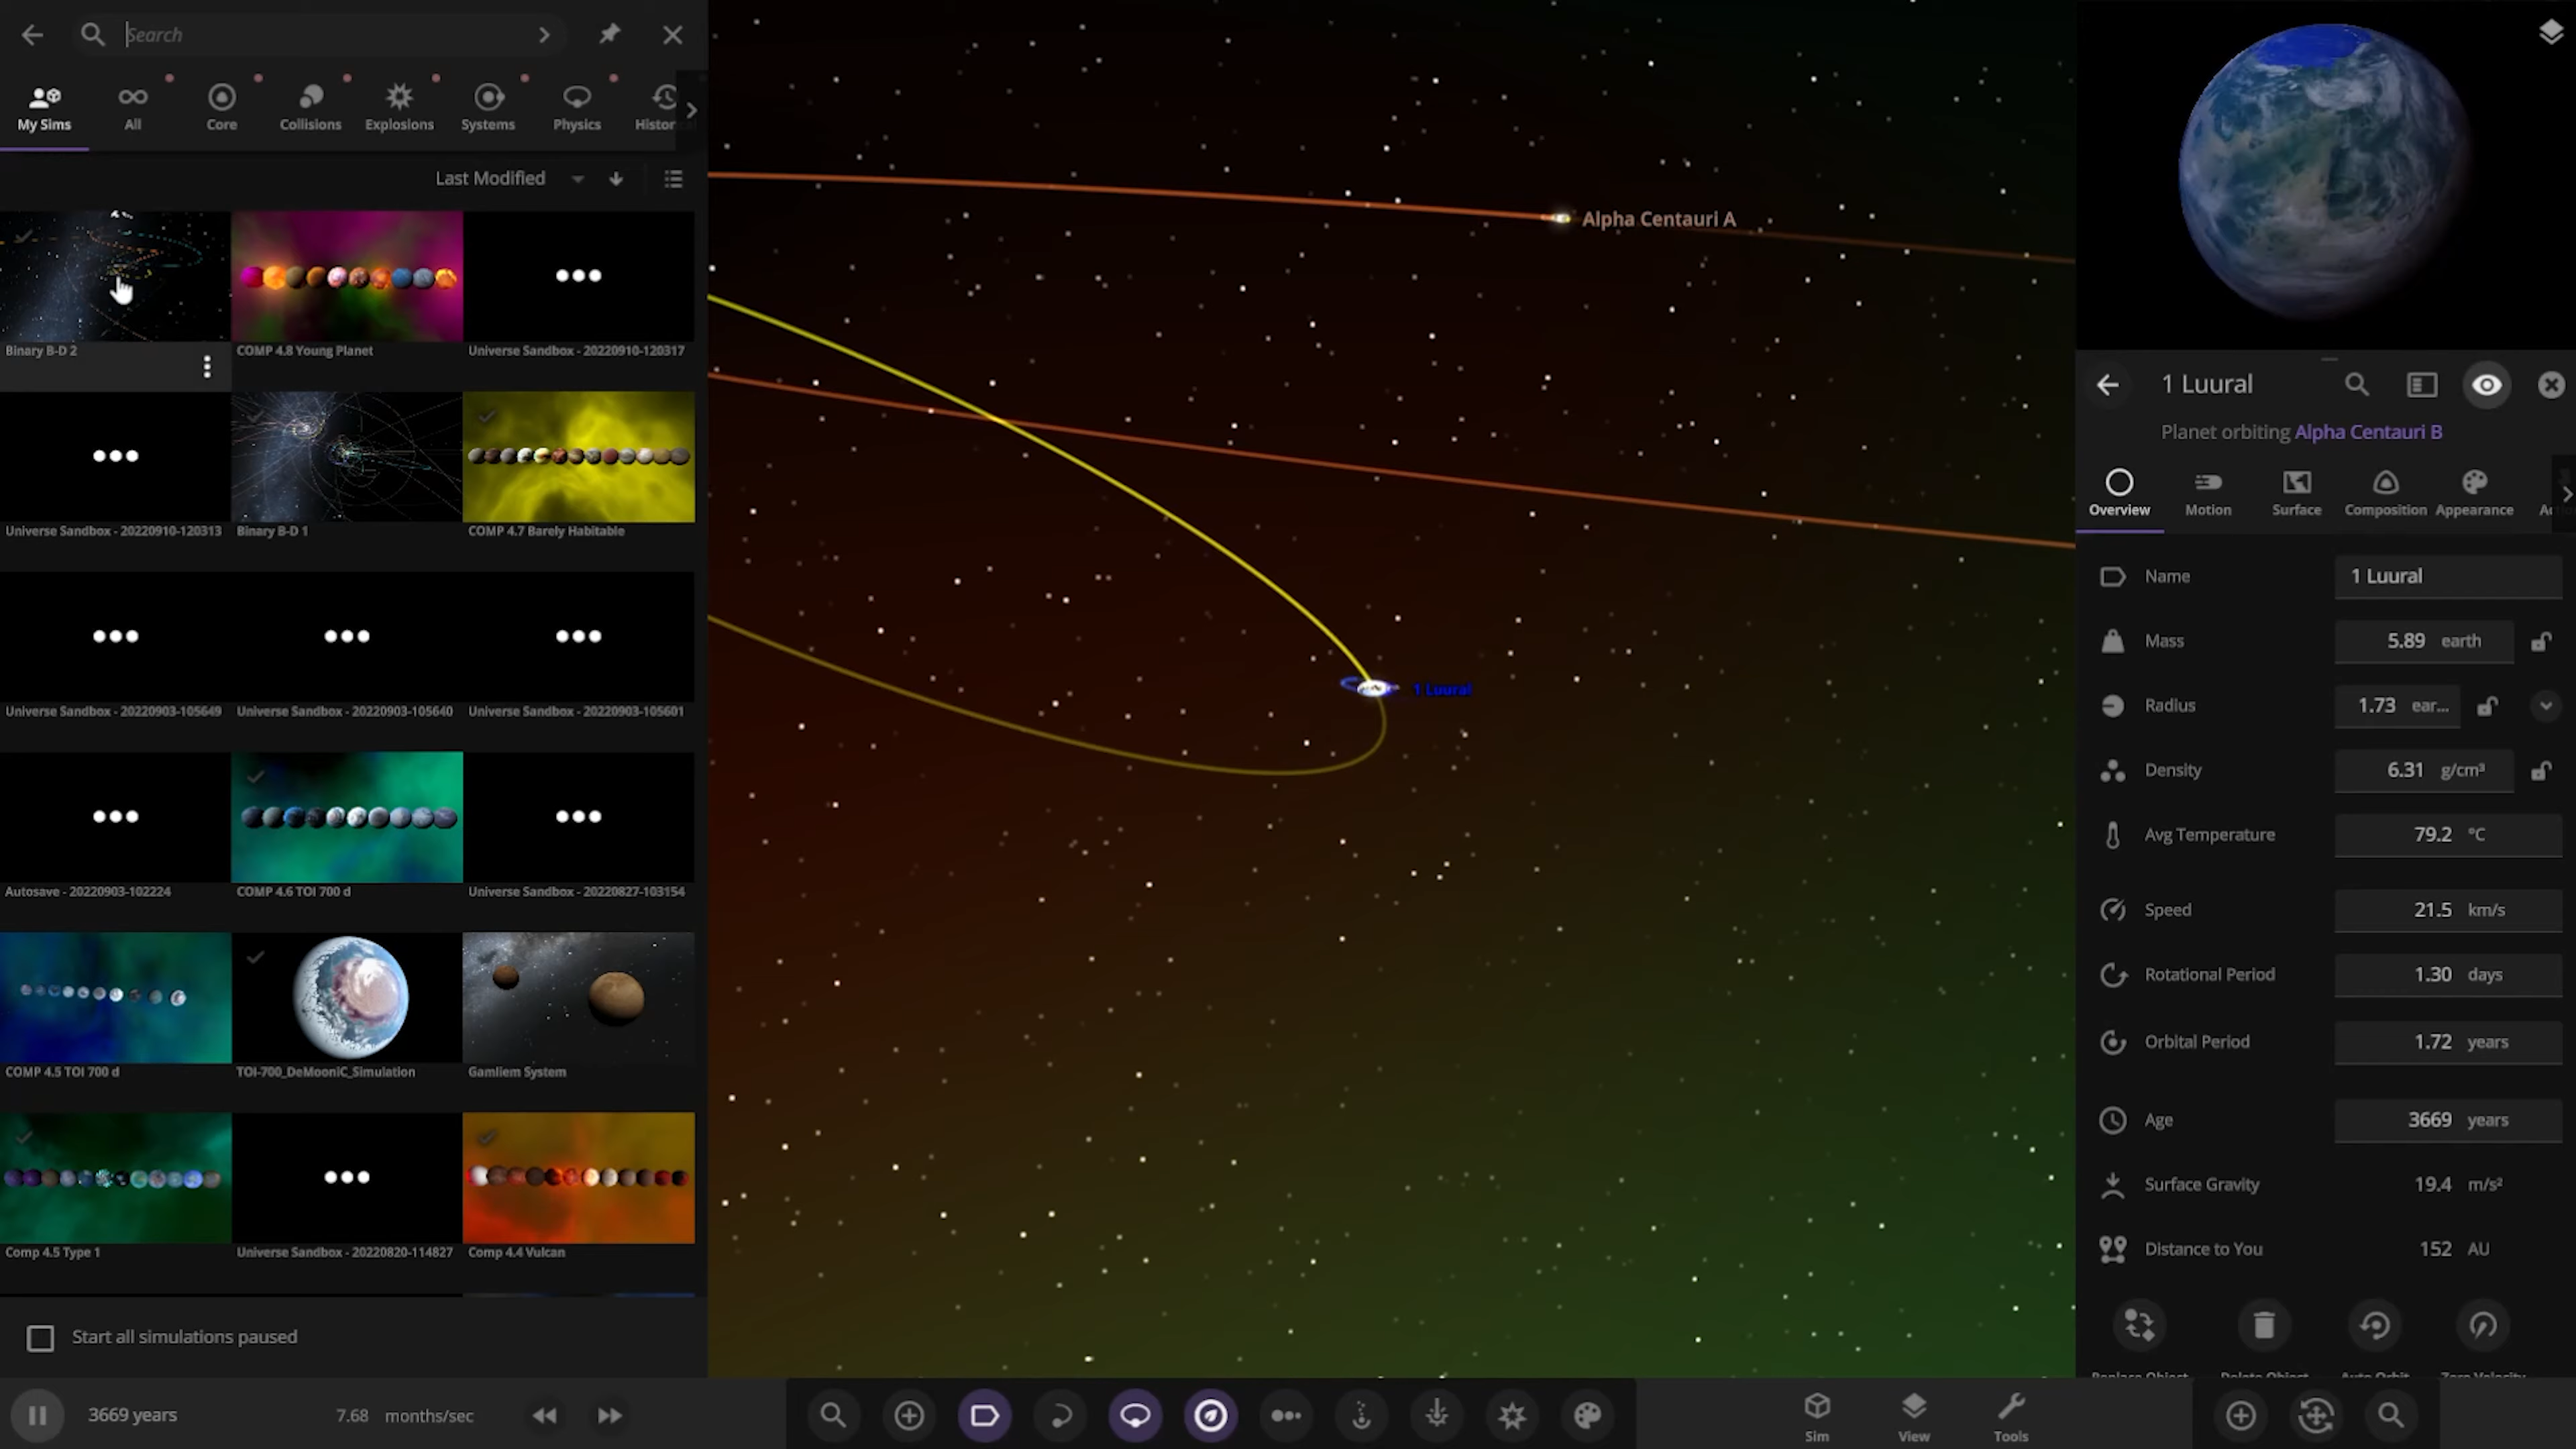 Search
My Sims
All
Core
Collisions
Explosions
Systems
Physics
Histor
Last Modified
Binary B-D 2
COMP 4.8 Young Planet
Universe Sandbox - 20220910-120317
Universe Sandbox - 20220910-120313
Binary B-D 1
COMP 4.7 Barely Habitable
Universe Sandbox - 20220903-105649
Universe Sandbox - 20220903-105640
Universe Sandbox - 20220903-105601
Autosave - 20220903-102224
COMP 4.6 TOI 700 d
Universe Sandbox - 20220827-103154
COMP 4.5 TOI 700 d
TOI-700_DeMooniC_Simulation
Gamliem System
Comp 4.5 Type 1
Universe Sandbox - 20220820-114827
Comp 4.4 Vulcan
Start all simulations paused
3669 years
7.68 months/sec
Alpha Centauri A
1 Luural
Sim
View
Tools
1 Luural
Planet orbiting Alpha Centauri B
Overview
Motion
Surface
Composition
Appearance
Name 1 Luural
Mass 5.89 earth
Radius 1.73 ear...
Density 6.31 g/cm³
Avg Temperature 79.2 °C
Speed 21.5 km/s
Rotational Period 1.30 days
Orbital Period 1.72 years
Age 3669 years
Surface Gravity 19.4 m/s²
Distance to You 152 AU